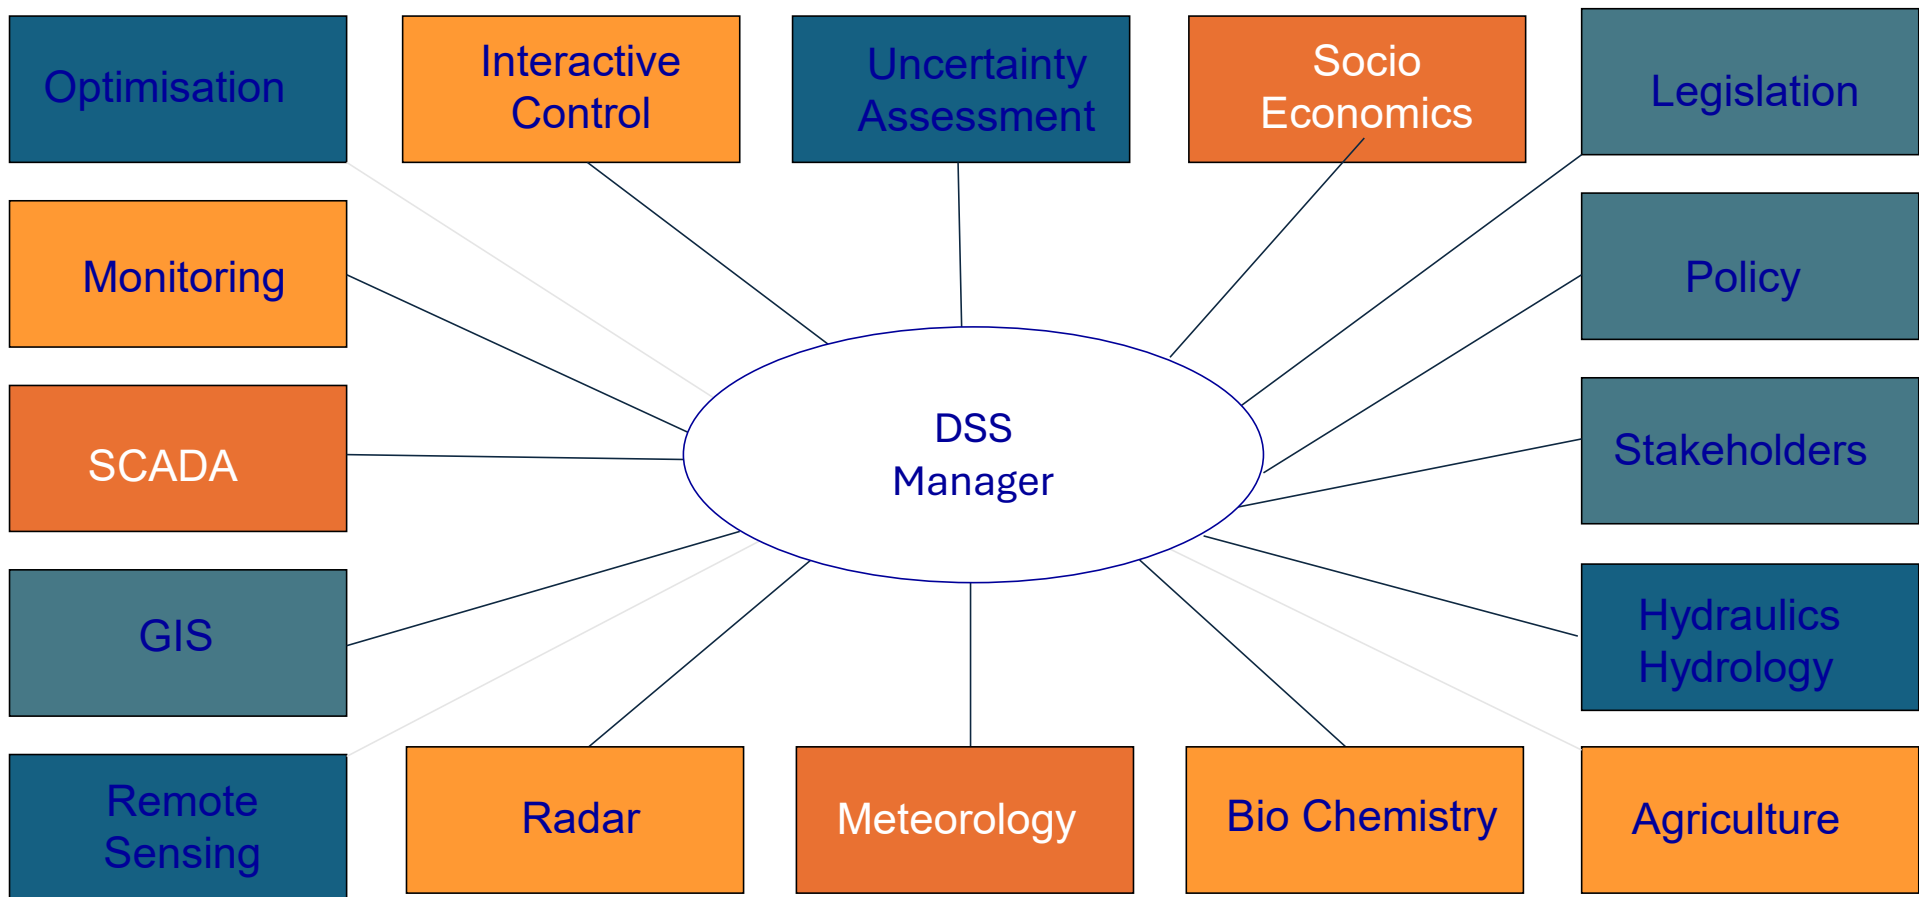 Optimisation
Interactive
Control
Uncertainty
Assessment
Socio
Economics
Legislation
Monitoring
Policy
SCADA
DSS
Manager
Stakeholders
GIS
Hydraulics
Hydrology
Remote
Sensing
Radar
Meteorology
Bio Chemistry
Agriculture